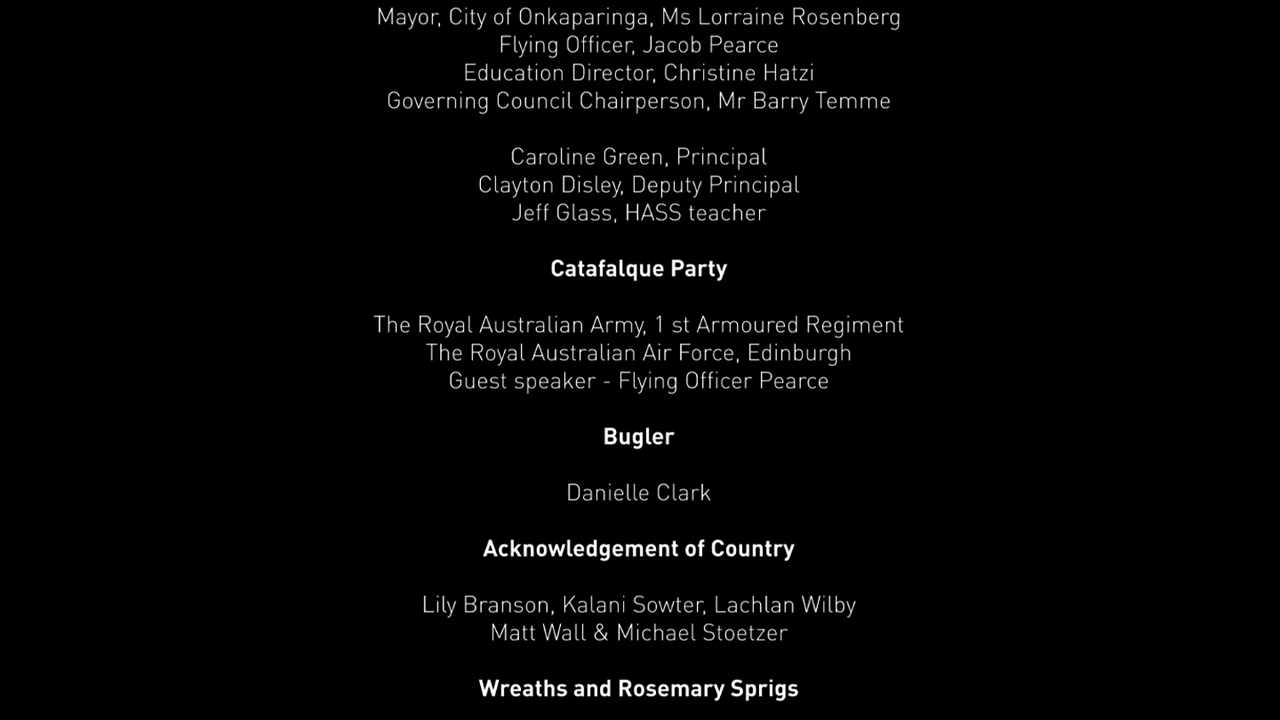 Mayor, City of Onkaparinga, Ms Lorraine Rosenberg
Flying Officer, Jacob Pearce
Education Director, Christine Hatzi
Governing Council Chairperson, Mr Barry Temme
Caroline Green, Principal
Clayton Disley, Deputy Principal
Jeff Glass, HASS teacher
Catafalque Party
The Royal Australian Army, 1 st Armoured Regiment
The Royal Australian Air Force, Edinburgh
Guest speaker - Flying Officer Pearce
Bugler
Danielle Clark
Acknowledgement of Country
Lily Branson, Kalani Sowter, Lachlan Wilby
Matt Wall & Michael Stoetzer
Wreaths and Rosemary Sprigs